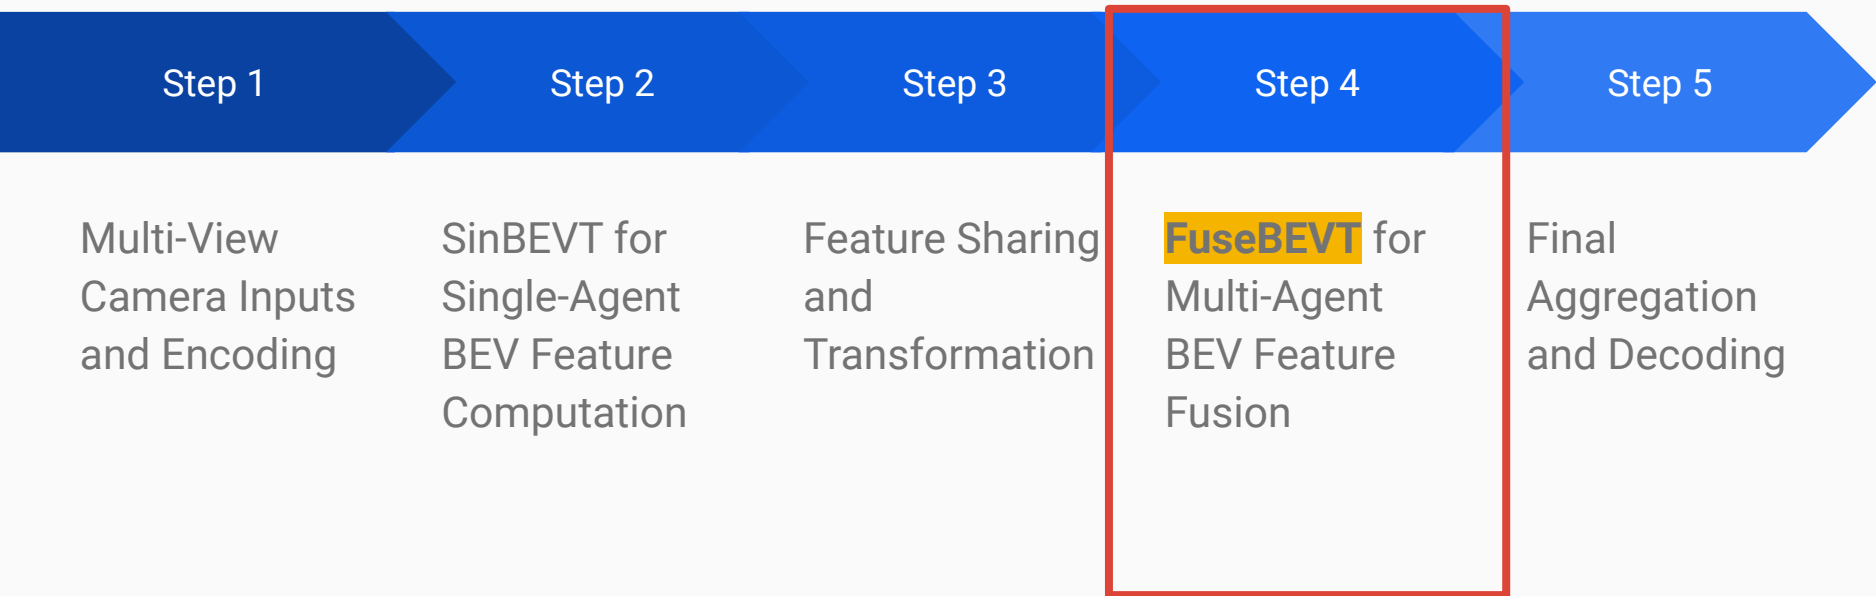 Step 1
Step 2
Step 3
Step 4
Step 5
Multi-View
Camera Inputs
and Encoding
SinBEVT for
Single-Agent
BEV Feature
Computation
Feature Sharing
and
Transformation
FuseBEVT for
Multi-Agent
BEV Feature
Fusion
Final
Aggregation
and Decoding